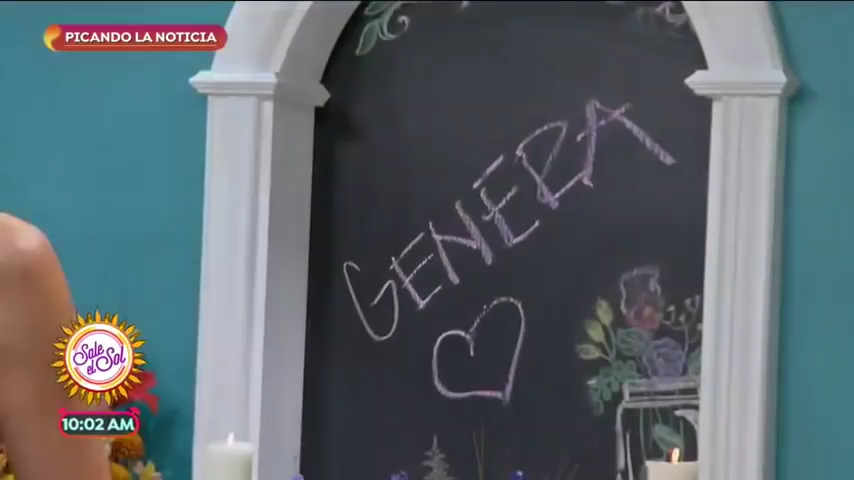 PICANDO LA NOTICIA
GENERA
Sale
el Sol
10:02 AM